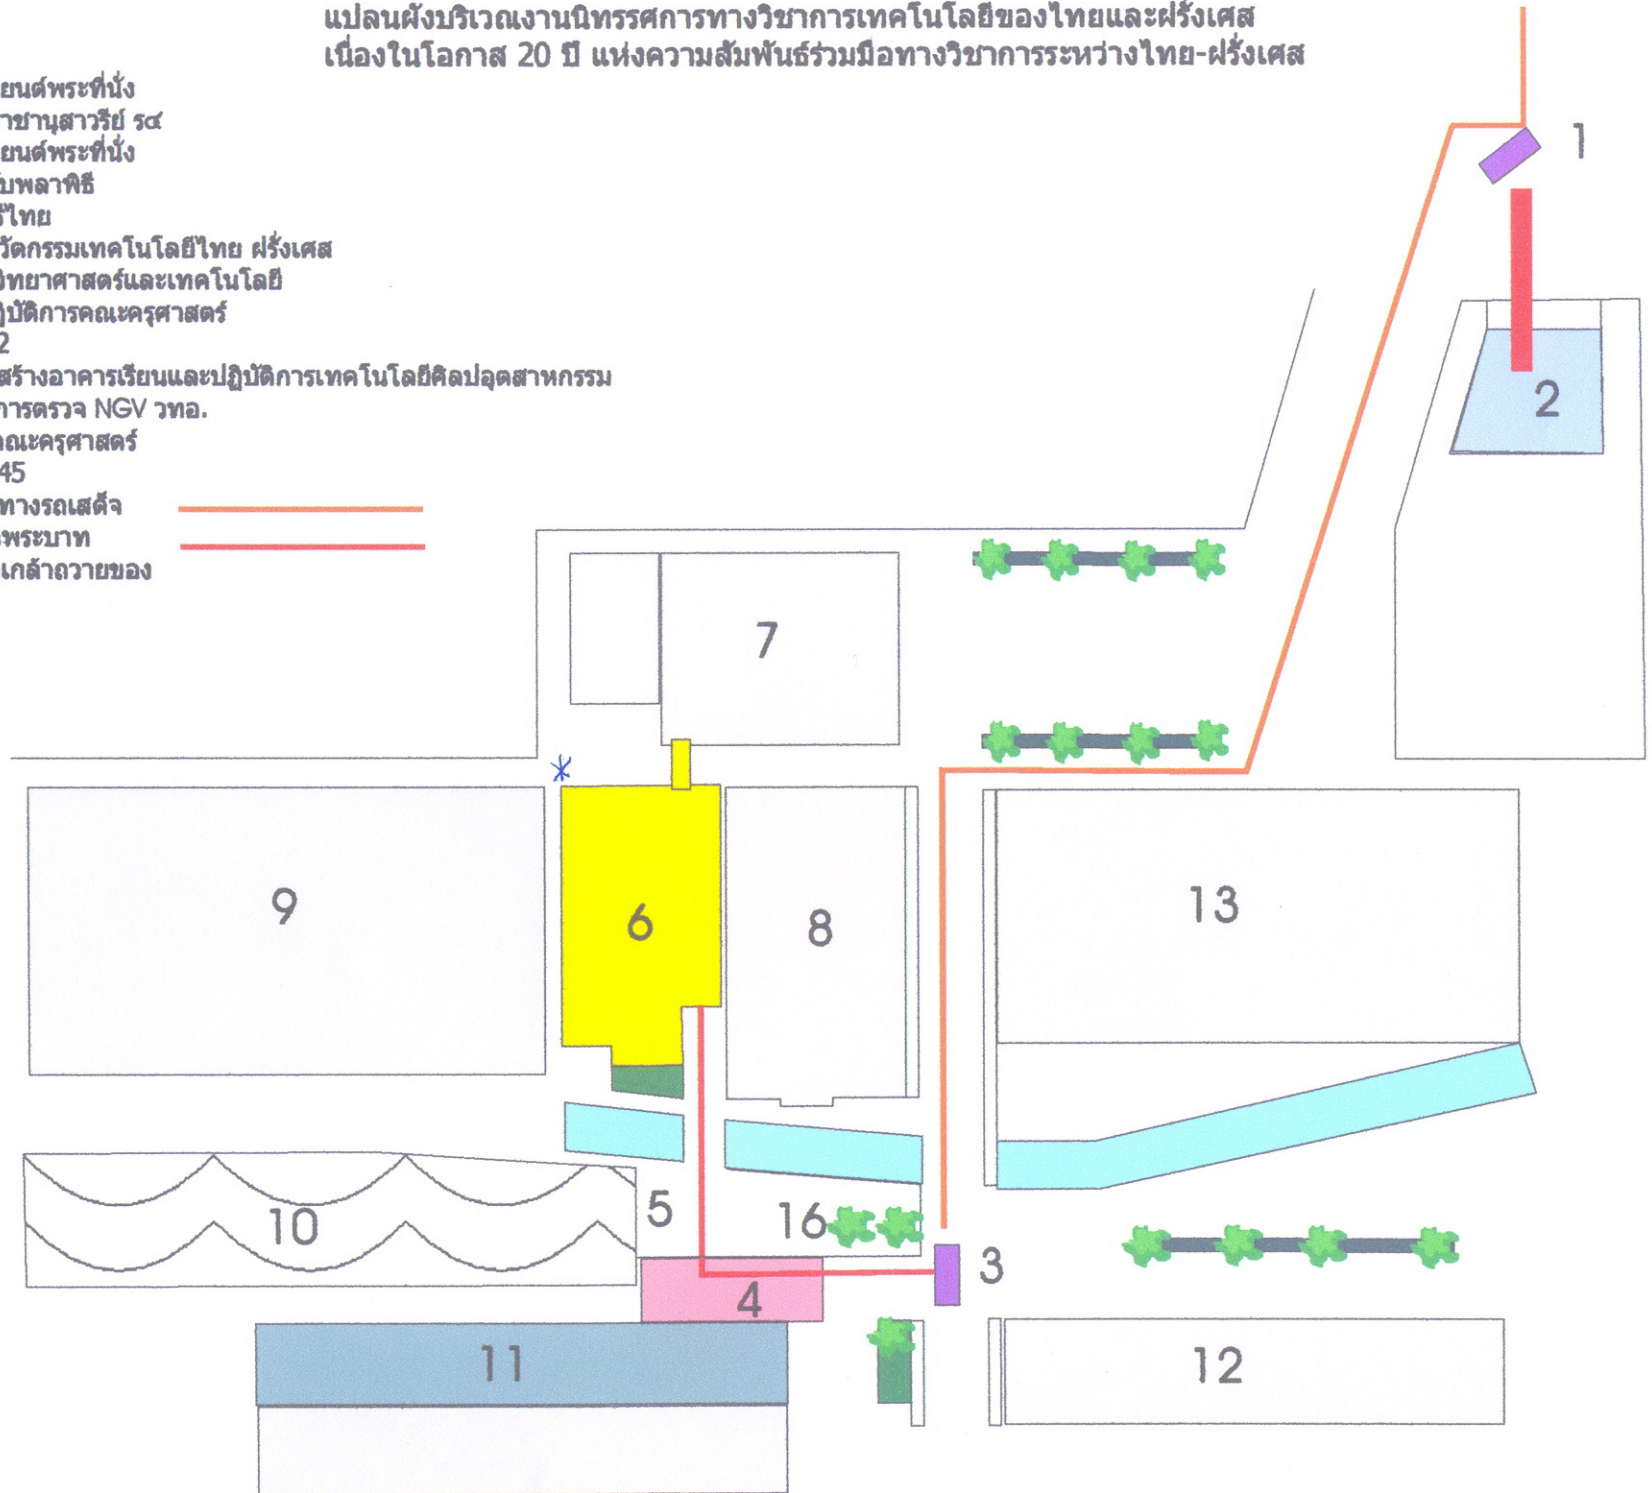 แปลนผังบริเวณงานนิทรรศการทางวิชาการเทคโนโลยีของไทยและฝรั่งเศส
เนื่องในโอกาส 20 ปี แห่งความสัมพันธ์ร่วมมือทางวิชาการระหว่างไทย-ฝรั่งเศส
ยนต์พระที่นั่ง
าชานุสาวรีย์ ร๔
ยนต์พระที่นั่ง
ับพลาพิธี
ร์ไทย
วัตกรรมเทคโนโลยีไทย ฝรั่งเศส
วิทยาศาสตร์และเทคโนโลยี
ฏิบัติการคณะครุศาสตร์
2
สร้างอาคารเรียนและปฏิบัติการเทคโนโลยีศิลปอุตสาหกรรม
การตรวจ NGV วทอ.
คณะครุศาสตร์
45
ทางรถเสด็จ
พระบาท
เกล้าถวายของ
1
2
7
9
6
8
13
5
10
16
3
4
11
12